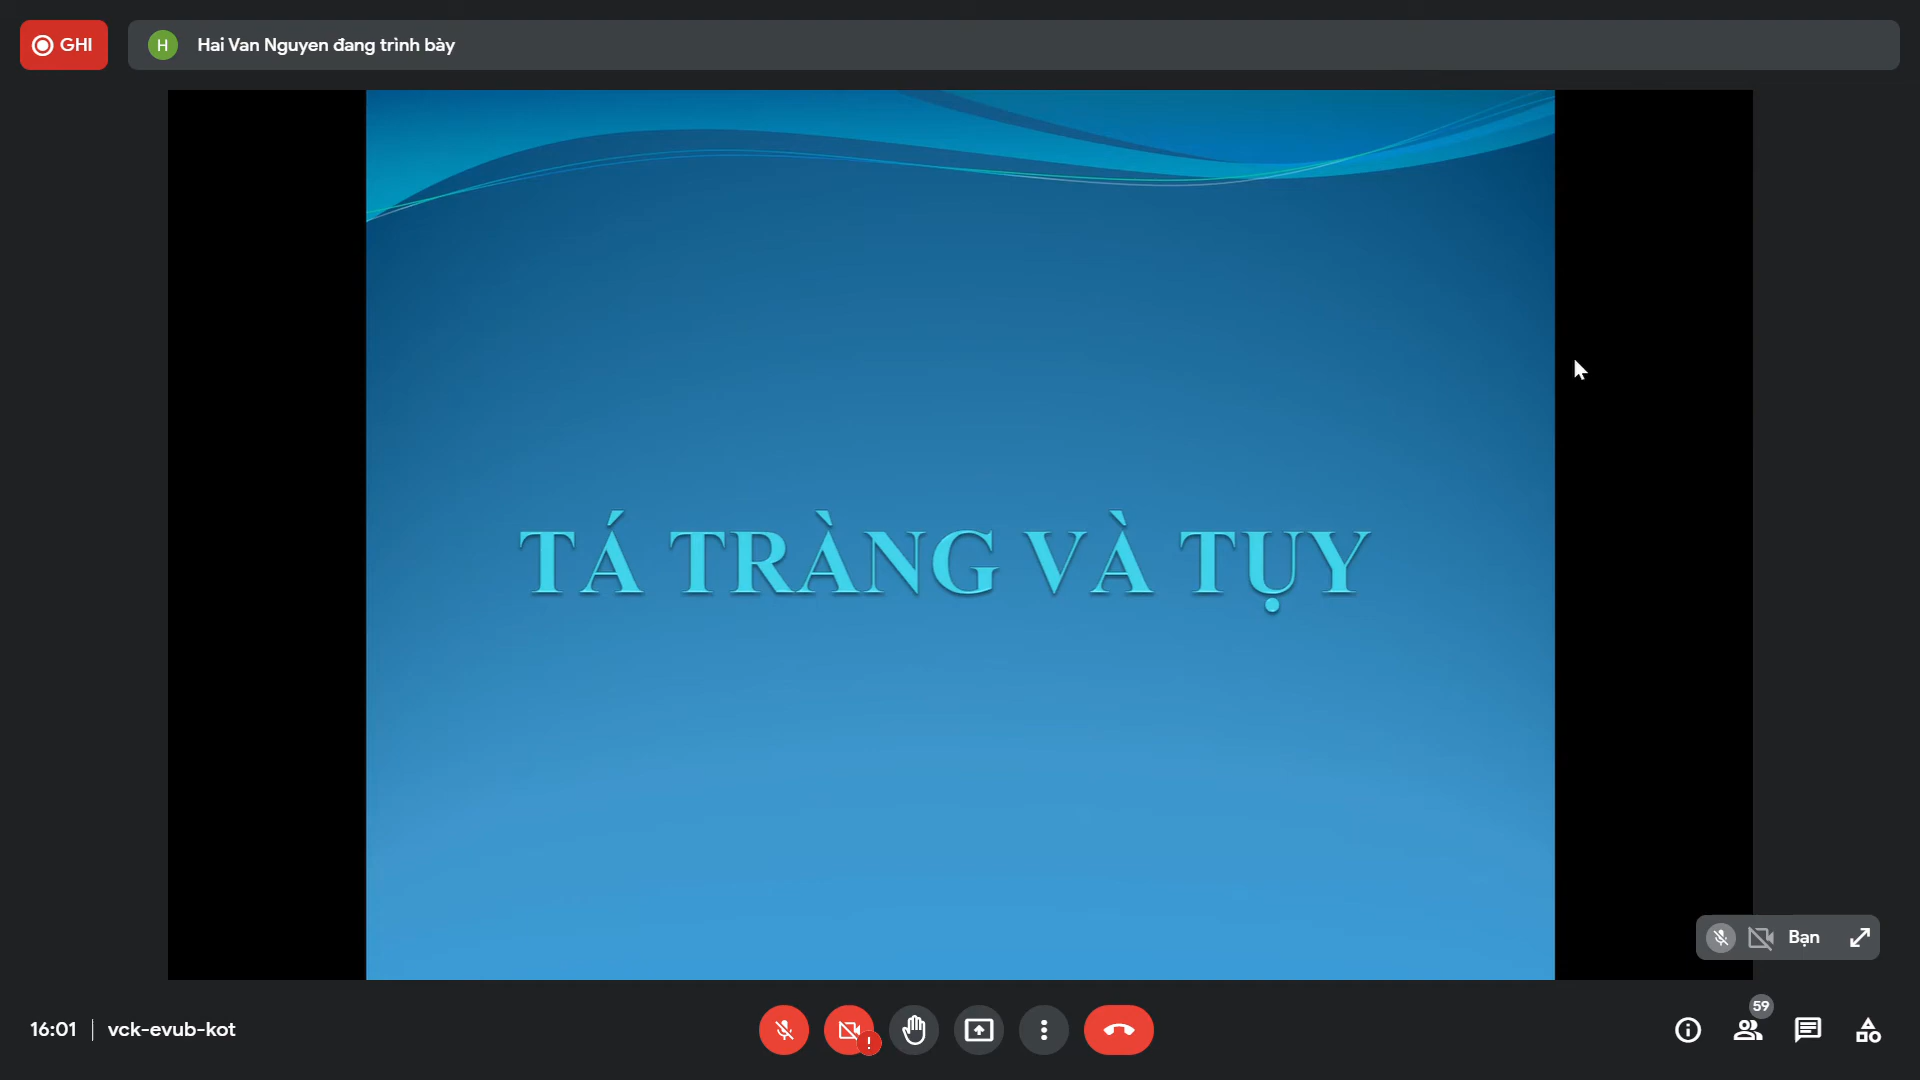 GHI
H
Hai Van Nguyen đang trình bày
TÁ TRÀNG VÀ TỤY
Bạn
59
16:01 | vck-evub-kot
!